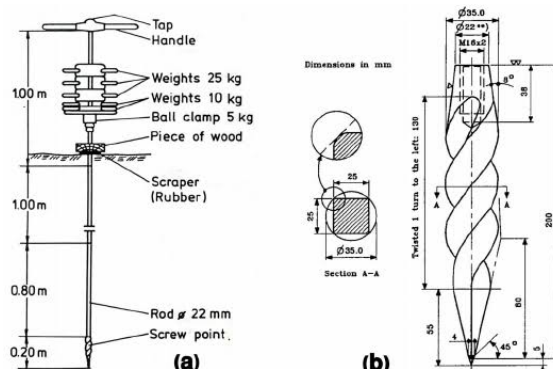 Tap
Handle
1.00 m
Weights 25 kg
Weights 10 kg
Ball clamp 5 kg
Piece of wood
Scraper
(Rubber)
1.00 m
0.80 m
Rod ø 22 mm
Screw point
0.20 m
(a)
Dimensions in mm
25
25
Ø35.0
Section A-A
(b)
Ø35.0
Ø22
M16x2
8°
38
Twisted 1 turn to the left: 130
A
A
290
80
55
4
45°
5